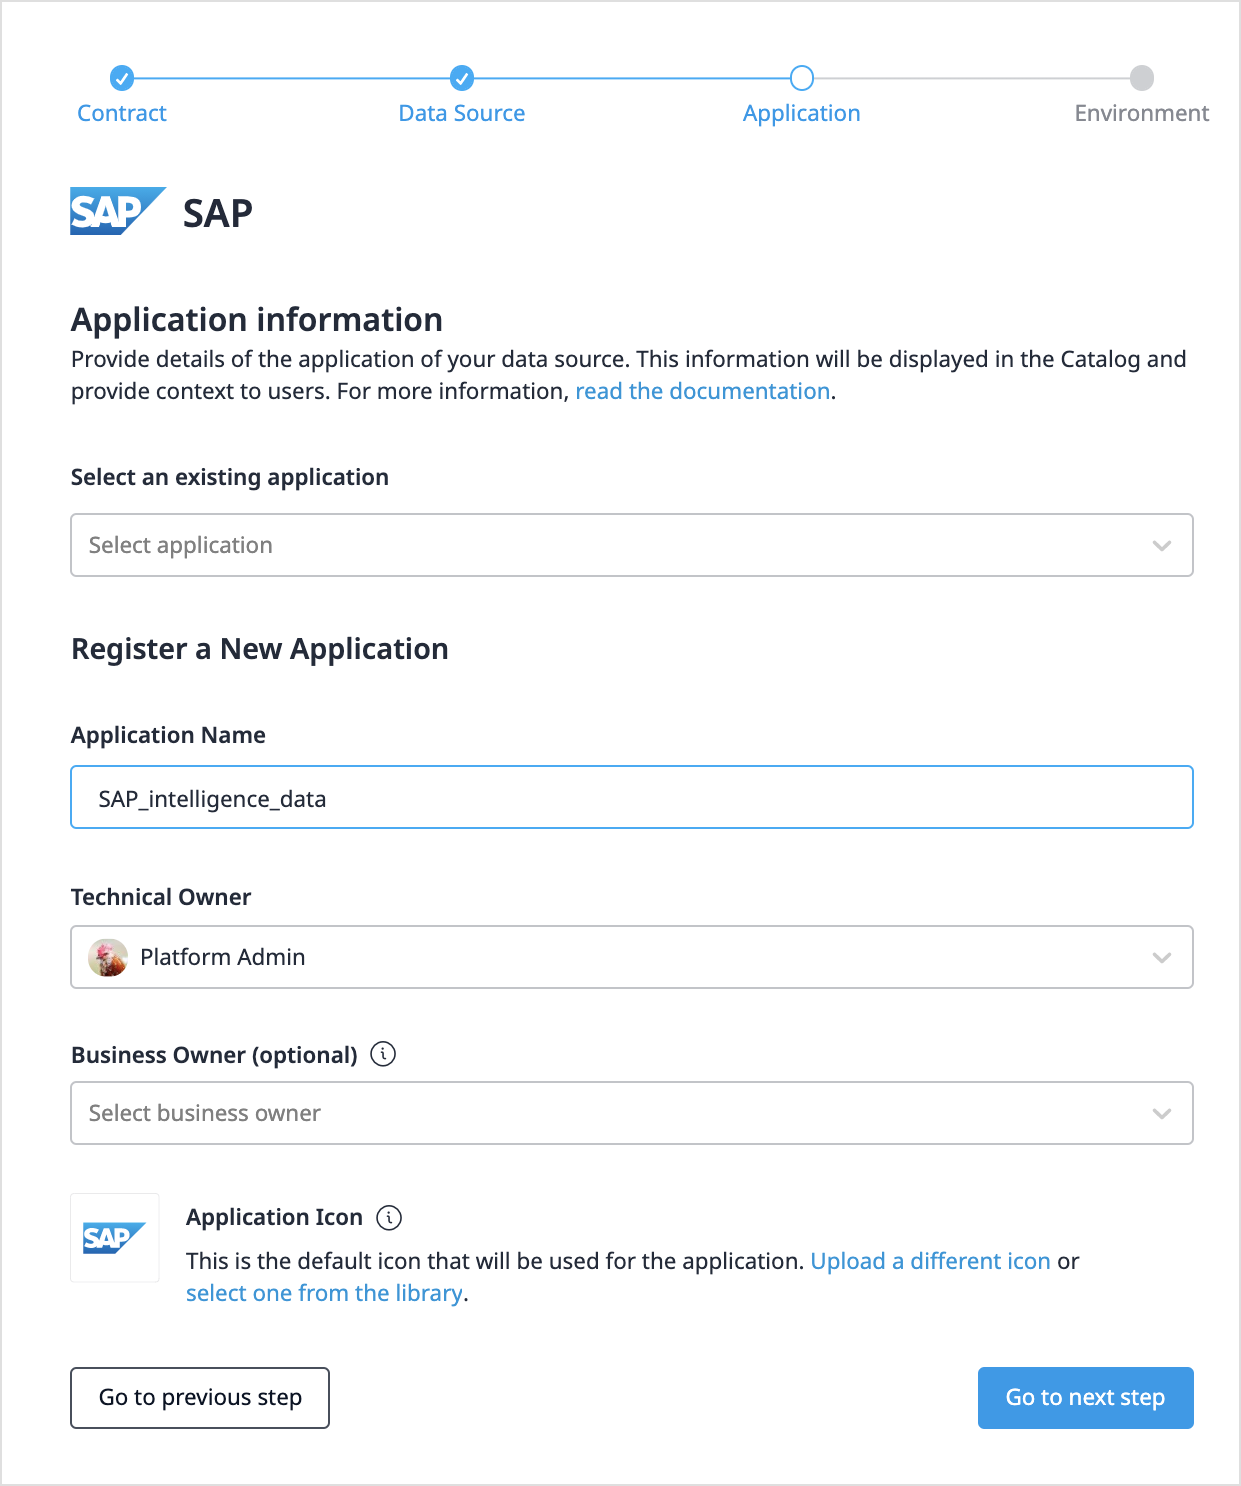 Contract
Data Source
Application
Environment
SAP SAP
Application information
Provide details of the application of your data source. This information will be displayed in the Catalog and
provide context to users. For more information, read the documentation.
Select an existing application
Select application
Register a New Application
Application Name
SAP_intelligence_data
Technical Owner
Platform Admin
Business Owner (optional)
Select business owner
SAP
Application Icon
This is the default icon that will be used for the application. Upload a different icon or
select one from the library.
Go to previous step
Go to next step